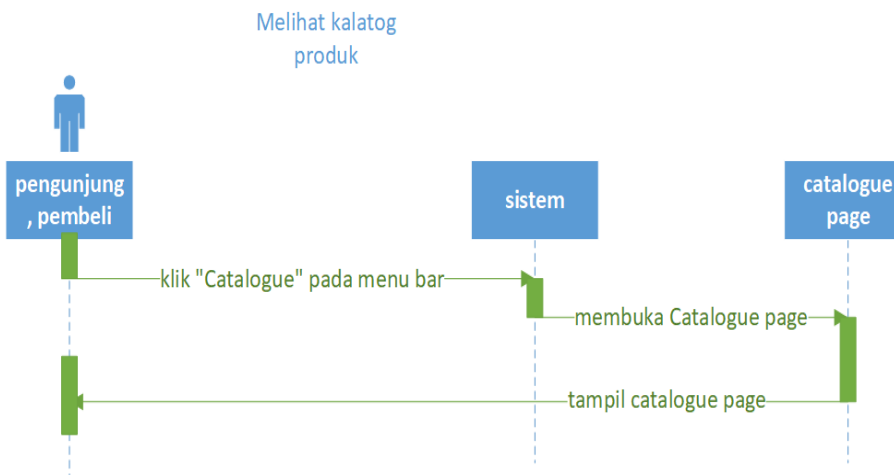 Melihat kalatog
produk
pengunjung
, pembeli
sistem
catalogue
page
klik "Catalogue" pada menu bar
membuka Catalogue page
tampil catalogue page